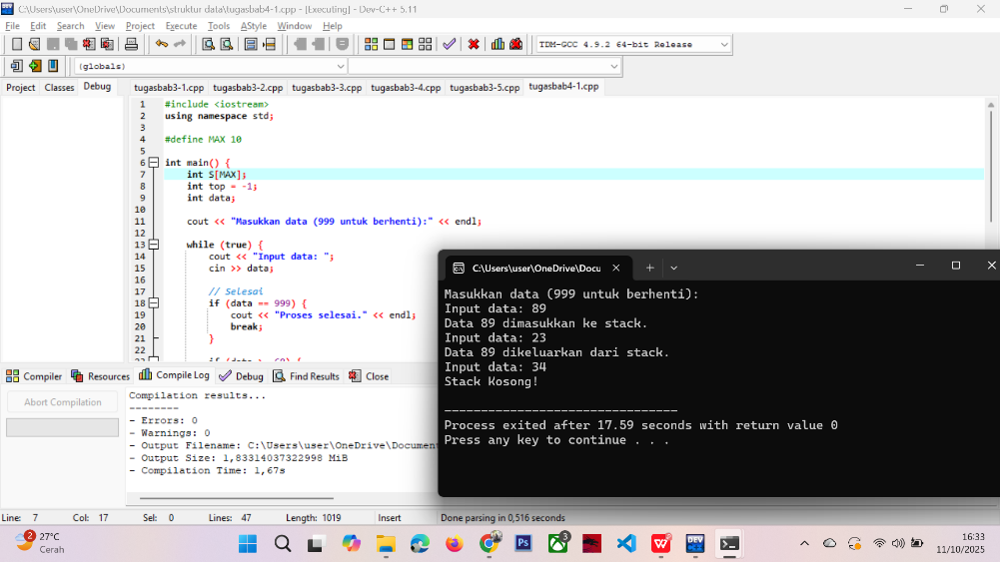 C:\Users\user\OneDrive\Documents\struktur data\tugasbab4-1.cpp - [Executing] - Dev-C++ 5.11
File Edit Search View Project Execute Tools AStyle Window Help
TDM-GCC 4.9.2 64-bit Release
(globals)
Project Classes Debug
tugasbab3-1.cpp tugasbab3-2.cpp tugasbab3-3.cpp tugasbab3-4.cpp tugasbab3-5.cpp tugasbab4-1.cpp
1 #include <iostream>
2 using namespace std;
3
4 #define MAX 10
5
6 int main() {
7 int S[MAX];
8 int top = -1;
9 int data;
10
11 cout << "Masukkan data (999 untuk berhenti):" << endl;
12
13 while (true) {
14 cout << "Input data: ";
15 cin >> data;
16
17 // Selesai
18 if (data == 999) {
19 cout << "Proses selesai." << endl;
20 break;
21 }
22
C:\Users\user\OneDrive\Docu
Masukkan data (999 untuk berhenti):
Input data: 89
Data 89 dimasukkan ke stack.
Input data: 23
Data 89 dikeluarkan dari stack.
Input data: 34
Stack Kosong!
--------------------------------
Process exited after 17.59 seconds with return value 0
Press any key to continue . . .
Compiler Resources Compile Log Debug Find Results Close
Abort Compilation
Compilation results...
--------
- Errors: 0
- Warnings: 0
- Output Filename: C:\Users\user\OneDrive\Document
- Output Size: 1,83314037322998 MiB
- Compilation Time: 1,67s
Line: 7 Col: 17 Sel: 0 Lines: 47 Length: 1019 Insert Done parsing in 0,516 seconds
2
27°C
Cerah
Ps
3
DEV
16:33
11/10/2025